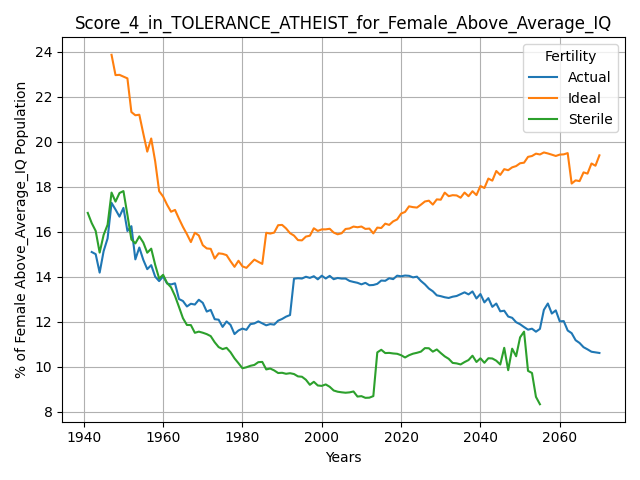 Score_4_in_TOLERANCE_ATHEIST_for_Female_Above_Average_IQ
% of Female Above_Average_IQ Population
24
22
20
18
16
14
12
10
8
Fertility
Actual
Ideal
Sterile
1940 1960 1980 2000 2020 2040 2060
Years